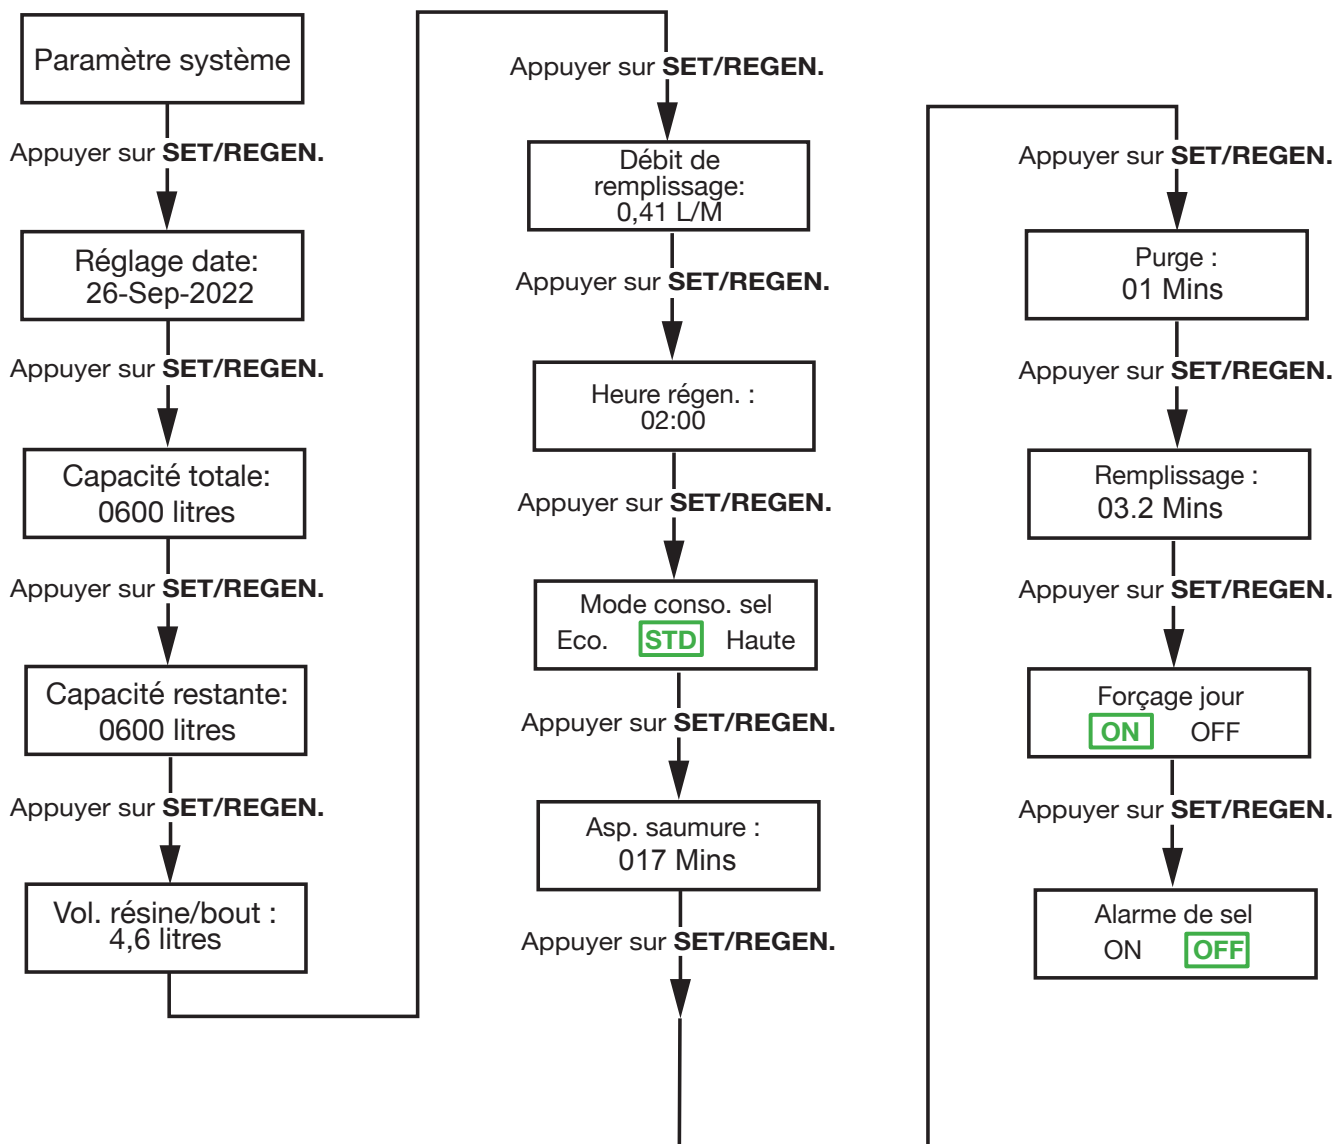 Paramètre système
Appuyer sur SET/REGEN.
Réglage date:
26-Sep-2022
Appuyer sur SET/REGEN.
Capacité totale:
0600 litres
Appuyer sur SET/REGEN.
Capacité restante:
0600 litres
Appuyer sur SET/REGEN.
Vol. résine/bout :
4,6 litres
Appuyer sur SET/REGEN.
Débit de
remplissage:
0,41 L/M
Appuyer sur SET/REGEN.
Heure régen. :
02:00
Appuyer sur SET/REGEN.
Mode conso. sel
Eco. STD Haute
Appuyer sur SET/REGEN.
Asp. saumure :
017 Mins
Appuyer sur SET/REGEN.
Appuyer sur SET/REGEN.
Purge :
01 Mins
Appuyer sur SET/REGEN.
Remplissage :
03.2 Mins
Appuyer sur SET/REGEN.
Forçage jour
ON OFF
Appuyer sur SET/REGEN.
Alarme de sel
ON OFF